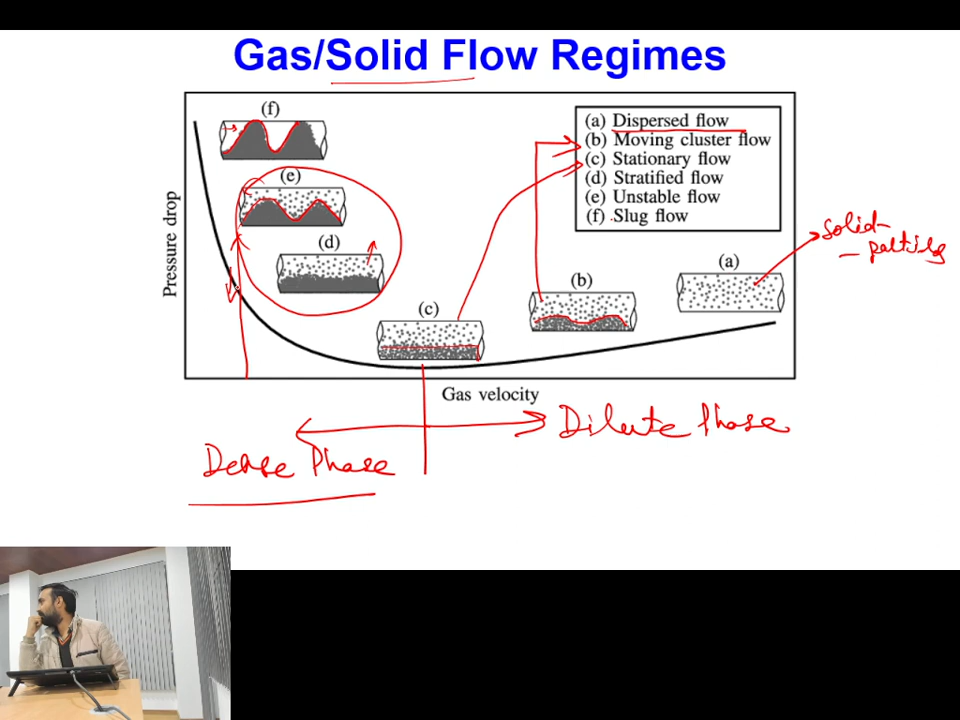 Gas/Solid Flow Regimes
(f)
(a) Dispersed flow
(b) Moving cluster flow
(c) Stationary flow
(d) Stratified flow
(e) Unstable flow
(f) Slug flow
(e)
(d)
Solid-
- particles
(a)
(b)
(c)
Pressure drop
Gas velocity
Dilute Phase
Dense Phase